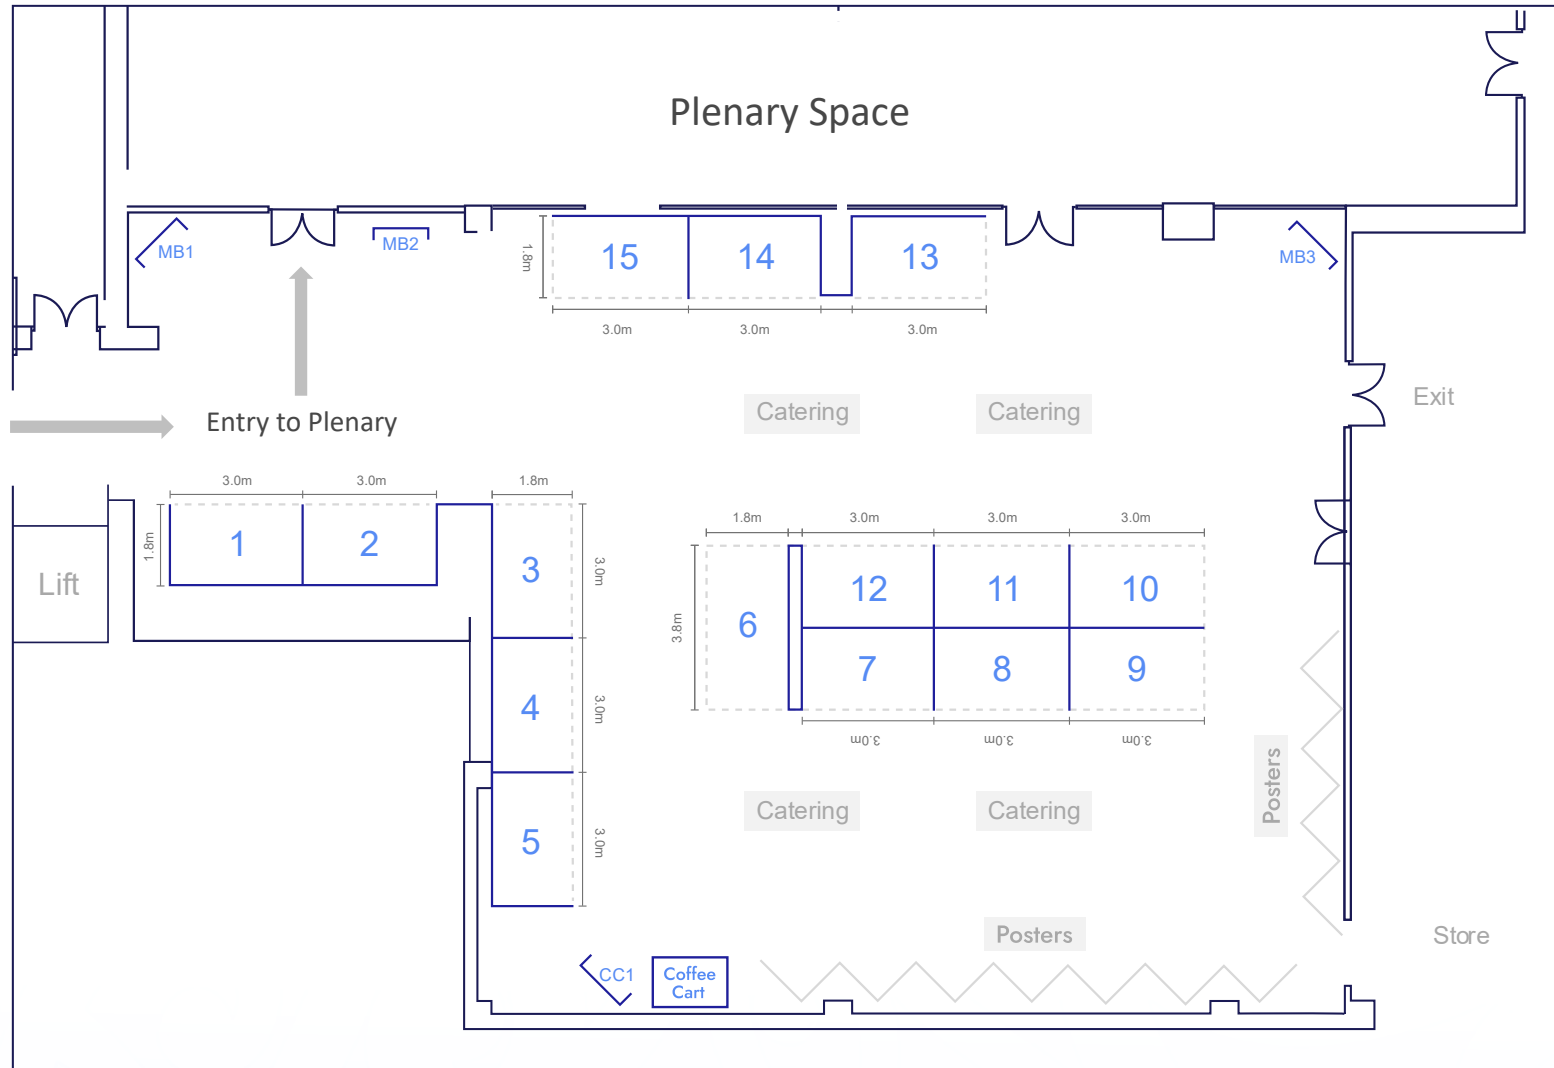 Plenary Space
MB1
MB2
15
14
13
MB3
1.8m
3.0m
3.0m
3.0m
Catering
Catering
Exit
Entry to Plenary
3.0m
3.0m
1.8m
1.8m
3.0m
3.0m
3.0m
1.8m
1
2
3
3.0m
Lift
12
11
10
6
3.8m
7
8
9
4
3.0m
3.0m
3.0m
3.0m
Posters
Catering
Catering
5
3.0m
Posters
Store
CC1
Coffee
Cart